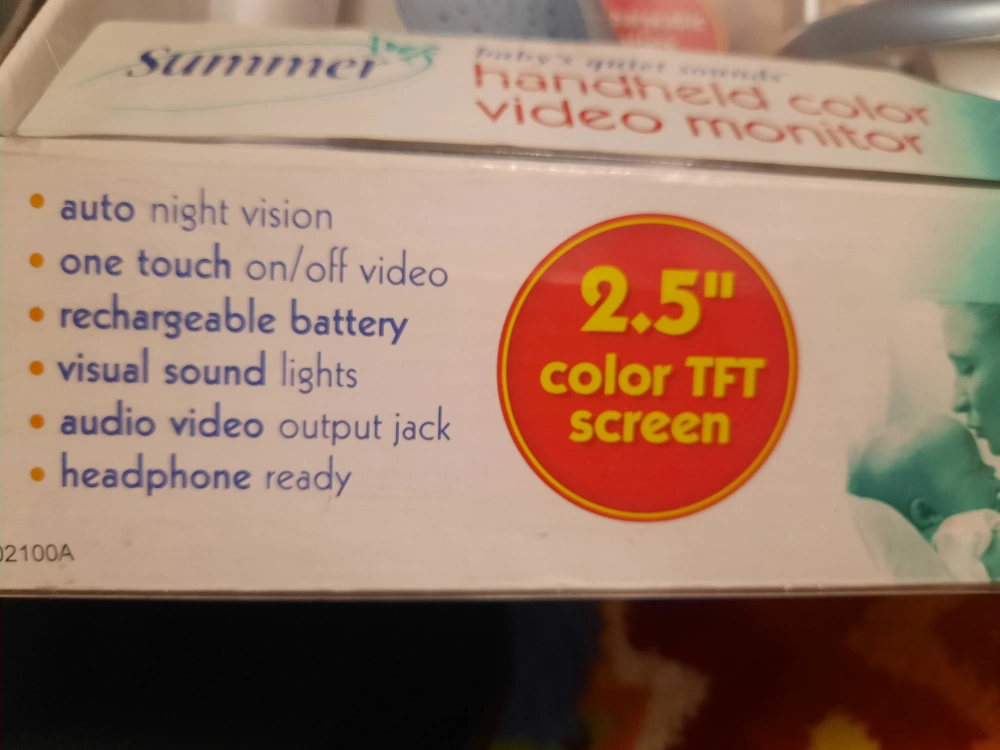 summer
baby's quiet sounds
handheld color
video monitor
• auto night vision
• one touch on/off video
• rechargeable battery
• visual sound lights
• audio video output jack
• headphone ready
2.5"
color TFT
screen
02100A